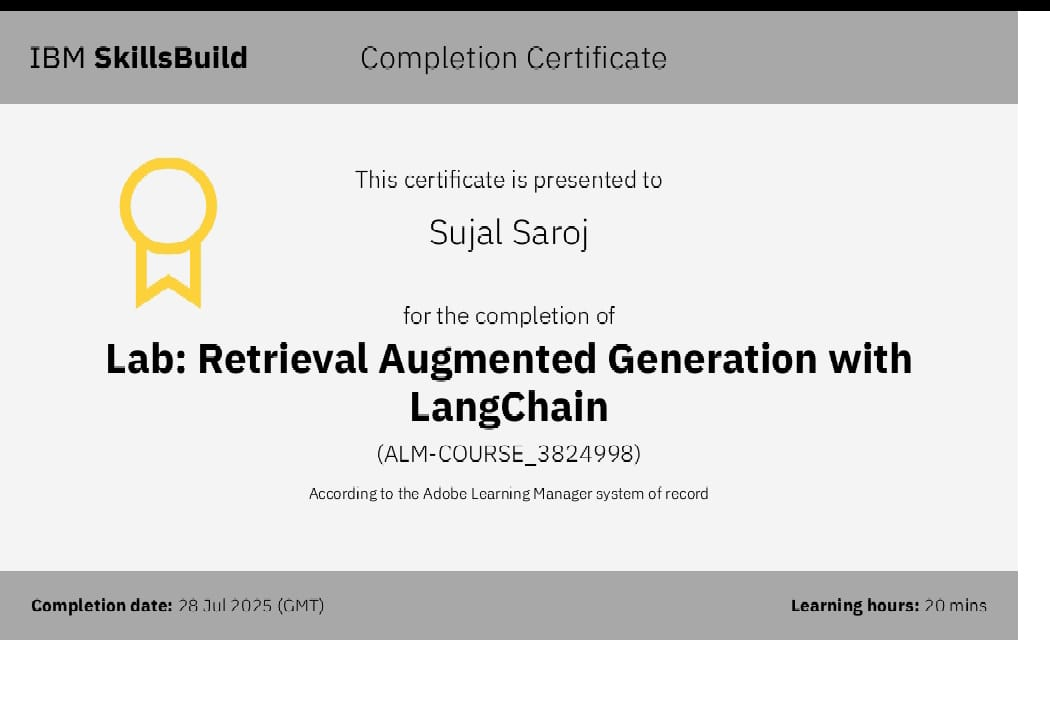 IBM SkillsBuild
Completion Certificate
This certificate is presented to
Sujal Saroj
for the completion of
Lab: Retrieval Augmented Generation with
LangChain
(ALM-COURSE_3824998)
According to the Adobe Learning Manager system of record
Completion date: 28 Jul 2025 (GMT)
Learning hours: 20 mins